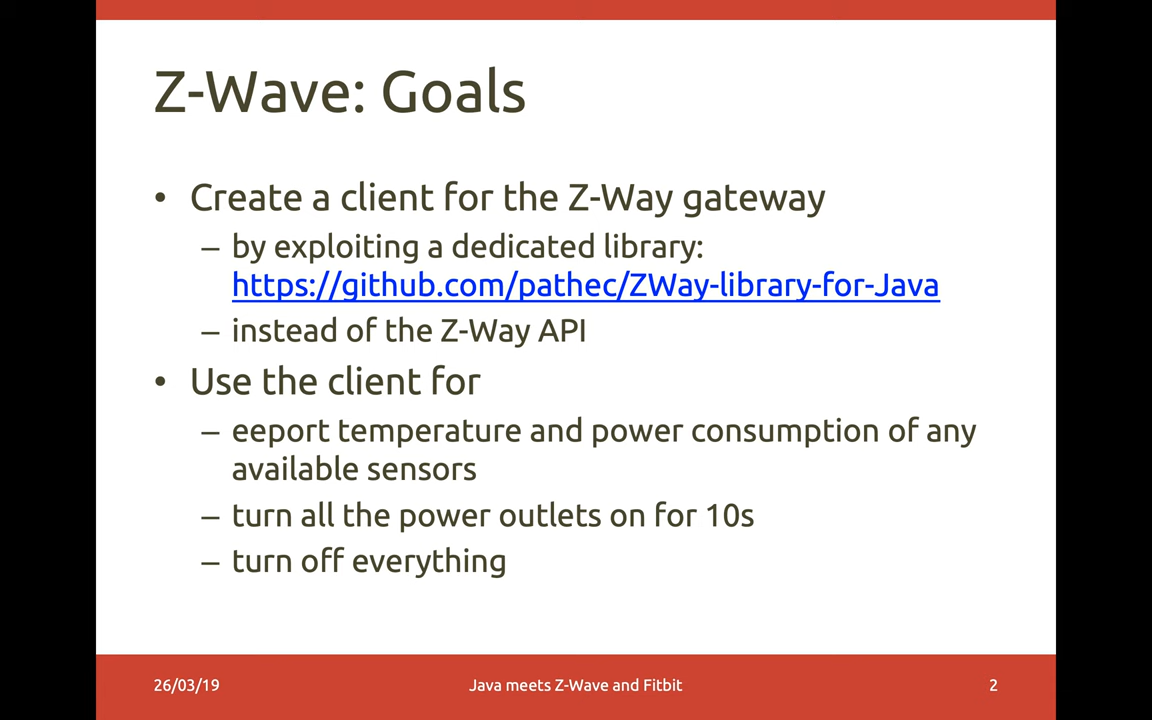 Z-Wave: Goals
• Create a client for the Z-Way gateway
– by exploiting a dedicated library:
https://github.com/pathec/ZWay-library-for-Java
– instead of the Z-Way API
• Use the client for
– eeport temperature and power consumption of any
available sensors
– turn all the power outlets on for 10s
– turn off everything
26/03/19 Java meets Z-Wave and Fitbit 2